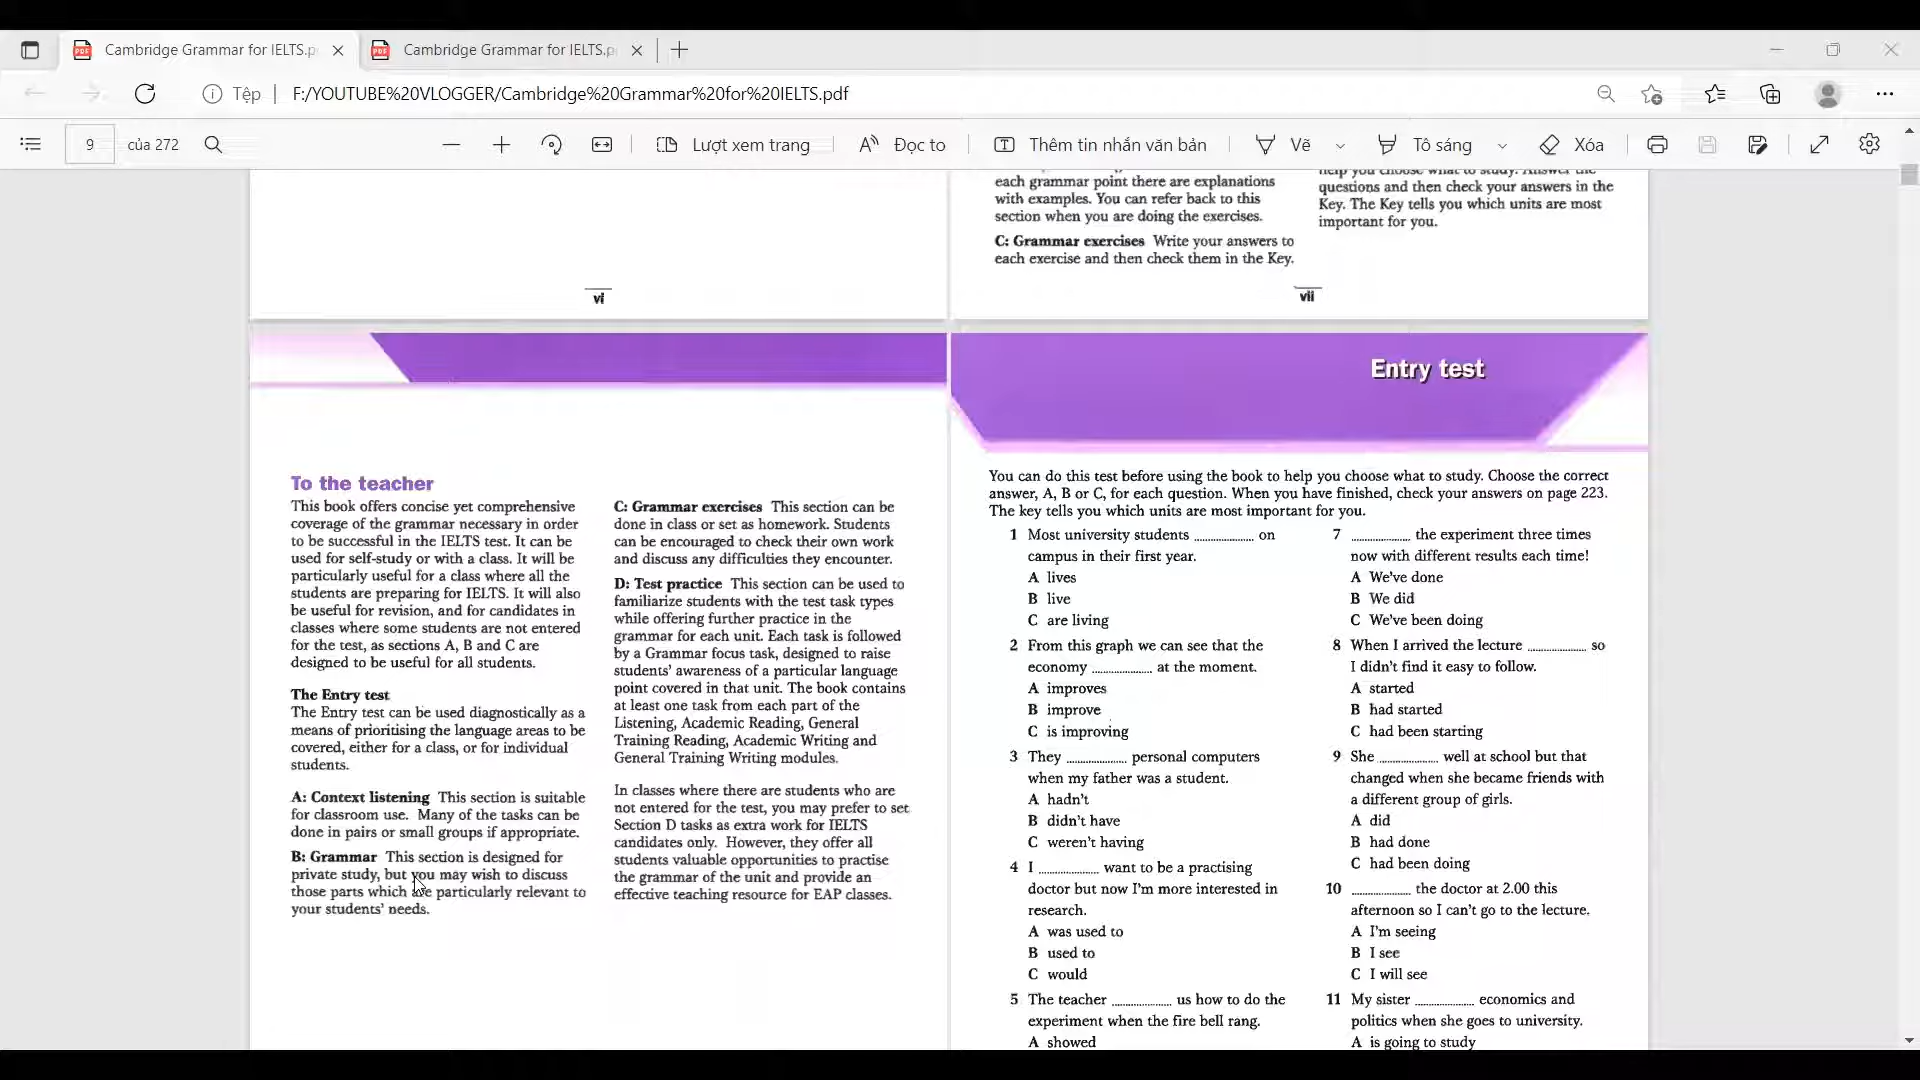 Cambridge Grammar for IELTS.p
Cambridge Grammar for IELTS.p
Tệp
F:/YOUTUBE%20VLOGGER/Cambridge%20Grammar%20for%20IELTS.pdf
9
của 272
Lượt xem trang
Đọc to
Thêm tin nhắn văn bản
Vẽ
Tô sáng
Xóa
each grammar point there are explanations
with examples. You can refer back to this
section when you are doing the exercises.
C: Grammar exercises Write your answers to
each exercise and then check them in the Key.
help you choose what to study. Answer the
questions and then check your answers in the
Key. The Key tells you which units are most
important for you.
vi
vii
To the teacher
This book offers concise yet comprehensive
coverage of the grammar necessary in order
to be successful in the IELTS test. It can be
used for self-study or with a class. It will be
particularly useful for a class where all the
students are preparing for IELTS. It will also
be useful for revision, and for candidates in
classes where some students are not entered
for the test, as sections A, B and C are
designed to be useful for all students.
The Entry test
The Entry test can be used diagnostically as a
means of prioritising the language areas to be
covered, either for a class, or for individual
students.
A: Context listening This section is suitable
for classroom use. Many of the tasks can be
done in pairs or small groups if appropriate.
B: Grammar This section is designed for
private study, but you may wish to discuss
those parts which are particularly relevant to
your students' needs.
C: Grammar exercises This section can be
done in class or set as homework. Students
can be encouraged to check their own work
and discuss any difficulties they encounter.
D: Test practice This section can be used to
familiarize students with the test task types
while offering further practice in the
grammar for each unit. Each task is followed
by a Grammar focus task, designed to raise
students' awareness of a particular language
point covered in that unit. The book contains
at least one task from each part of the
Listening, Academic Reading, General
Training Reading, Academic Writing and
General Training Writing modules.
In classes where there are students who are
not entered for the test, you may prefer to set
Section D tasks as extra work for IELTS
candidates only. However, they offer all
students valuable opportunities to practise
the grammar of the unit and provide an
effective teaching resource for EAP classes.
Entry test
You can do this test before using the book to help you choose what to study. Choose the correct
answer, A, B or C, for each question. When you have finished, check your answers on page 223.
The key tells you which units are most important for you.
1 Most university students .................... on
campus in their first year.
A lives
B live
C are living
2 From this graph we can see that the
economy .................... at the moment.
A improves
B improve
C is improving
3 They .................... personal computers
when my father was a student.
A hadn't
B didn't have
C weren't having
4 I .................... want to be a practising
doctor but now I'm more interested in
research.
A was used to
B used to
C would
5 The teacher .................... us how to do the
experiment when the fire bell rang.
A showed
7 .................... the experiment three times
now with different results each time!
A We've done
B We did
C We've been doing
8 When I arrived the lecture .................... so
I didn't find it easy to follow.
A started
B had started
C had been starting
9 She .................... well at school but that
changed when she became friends with
a different group of girls.
A did
B had done
C had been doing
10 .................... the doctor at 2.00 this
afternoon so I can't go to the lecture.
A I'm seeing
B I see
C I will see
11 My sister .................... economics and
politics when she goes to university.
A is going to study